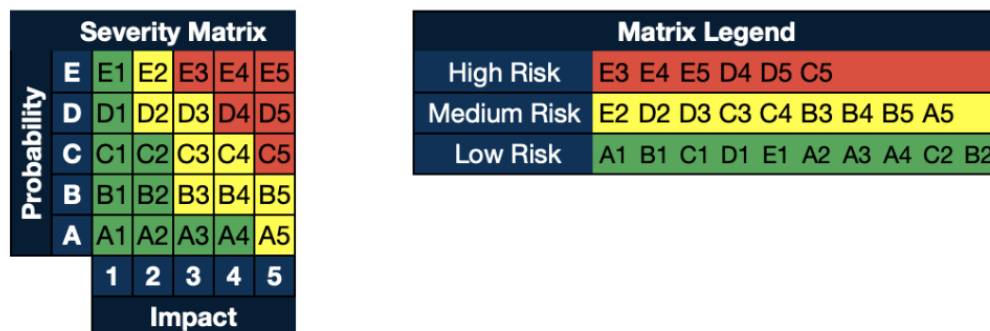 Severity Matrix
Probability
E E1 E2 E3 E4 E5
D D1 D2 D3 D4 D5
C C1 C2 C3 C4 C5
B B1 B2 B3 B4 B5
A A1 A2 A3 A4 A5
1 2 3 4 5
Impact
Matrix Legend
High Risk E3 E4 E5 D4 D5 C5
Medium Risk E2 D2 D3 C3 C4 B3 B4 B5 A5
Low Risk A1 B1 C1 D1 E1 A2 A3 A4 C2 B2